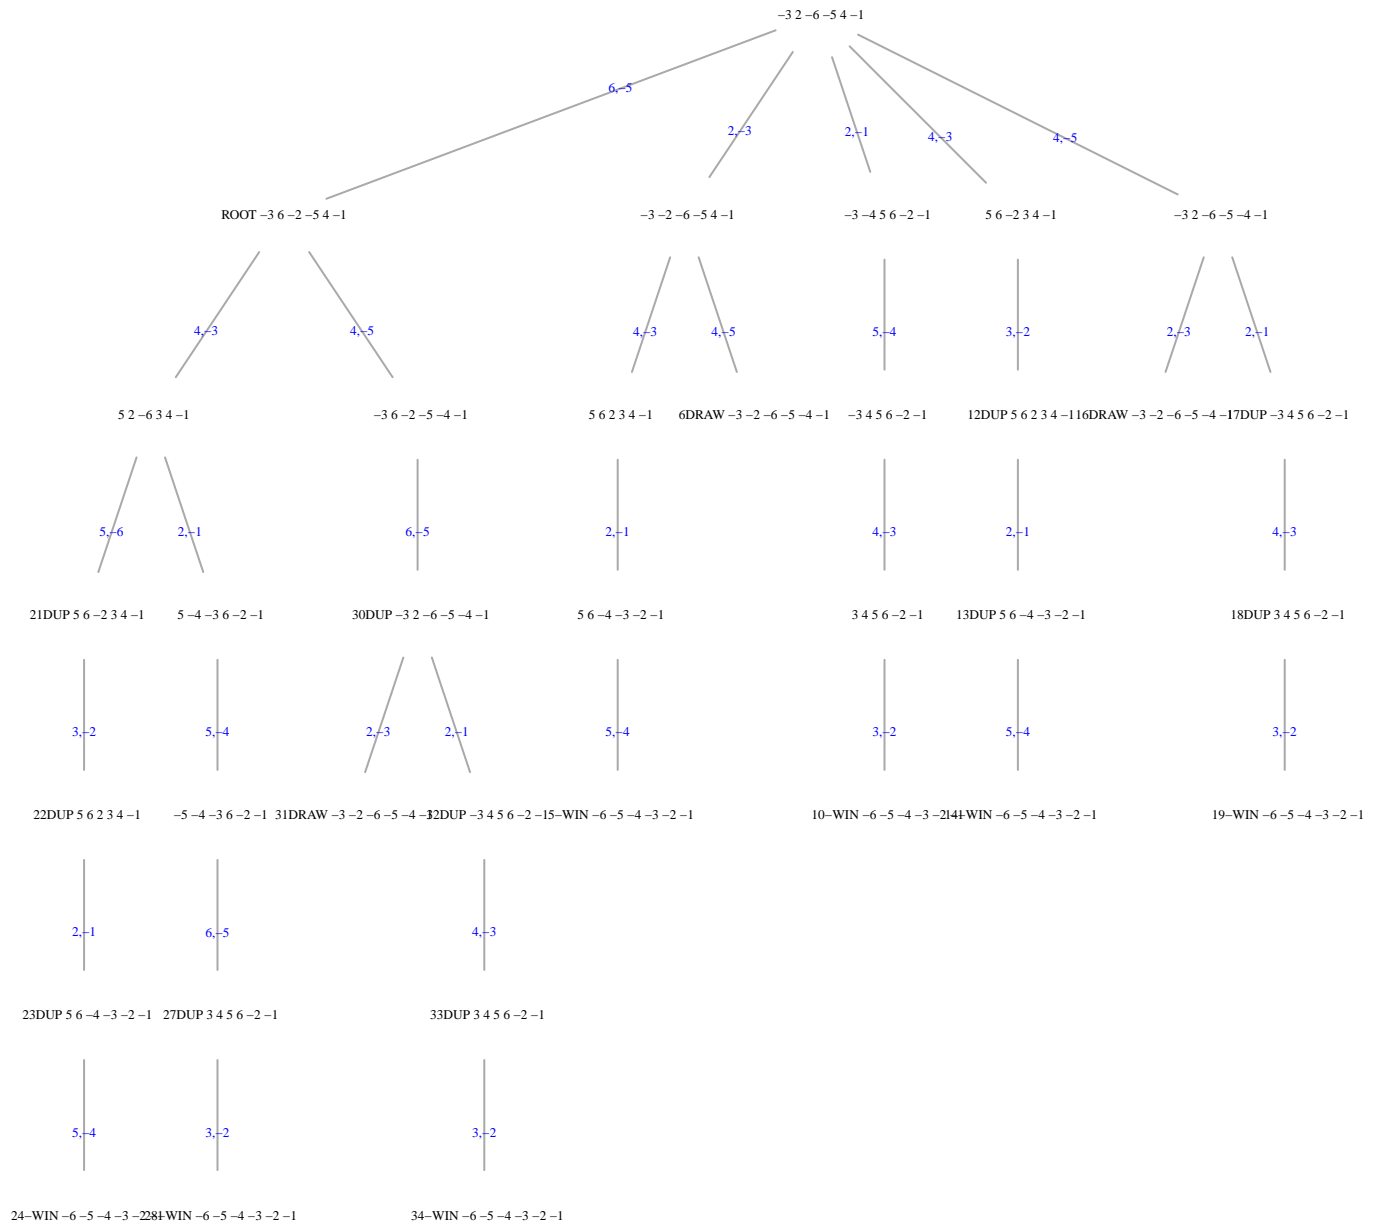 −3 2 −6 −5 4 −1
6,−5
2,−3
2,−1
4,−3
4,−5
ROOT −3 6 −2 −5 4 −1
−3 −2 −6 −5 4 −1
−3 −4 5 6 −2 −1
5 6 −2 3 4 −1
−3 2 −6 −5 −4 −1
4,−3
4,−5
4,−3
4,−5
5,−4
3,−2
2,−3
2,−1
5 2 −6 3 4 −1
−3 6 −2 −5 −4 −1
5 6 2 3 4 −1
6DRAW −3 −2 −6 −5 −4 −1
−3 4 5 6 −2 −1
12DUP 5 6 2 3 4 −1
16DRAW −3 −2 −6 −5 −4 −1
17DUP −3 4 5 6 −2 −1
5,−6
2,−1
6,−5
2,−1
4,−3
2,−1
4,−3
21DUP 5 6 −2 3 4 −1
5 −4 −3 6 −2 −1
30DUP −3 2 −6 −5 −4 −1
5 6 −4 −3 −2 −1
3 4 5 6 −2 −1
13DUP 5 6 −4 −3 −2 −1
18DUP 3 4 5 6 −2 −1
3,−2
5,−4
2,−3
2,−1
5,−4
3,−2
5,−4
3,−2
22DUP 5 6 2 3 4 −1
−5 −4 −3 6 −2 −1
31DRAW −3 −2 −6 −5 −4 −1
32DUP −3 4 5 6 −2 −1
5−WIN −6 −5 −4 −3 −2 −1
10−WIN −6 −5 −4 −3 −2 −1
14−WIN −6 −5 −4 −3 −2 −1
19−WIN −6 −5 −4 −3 −2 −1
2,−1
6,−5
4,−3
23DUP 5 6 −4 −3 −2 −1
27DUP 3 4 5 6 −2 −1
33DUP 3 4 5 6 −2 −1
5,−4
3,−2
3,−2
24−WIN −6 −5 −4 −3 −2 −1
28−WIN −6 −5 −4 −3 −2 −1
34−WIN −6 −5 −4 −3 −2 −1